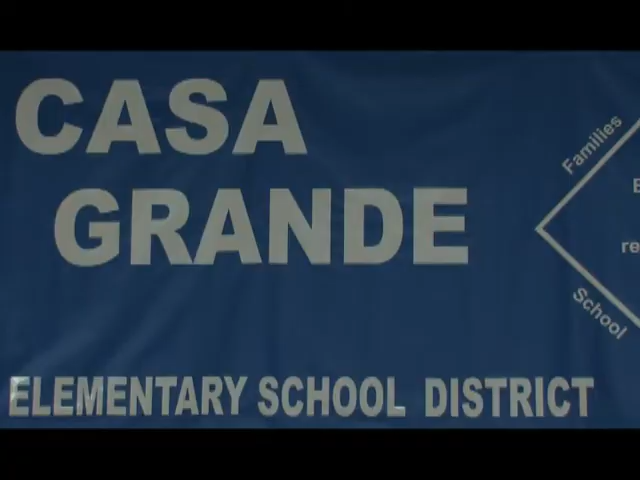 CASA
GRANDE
Families
School
ELEMENTARY SCHOOL DISTRICT